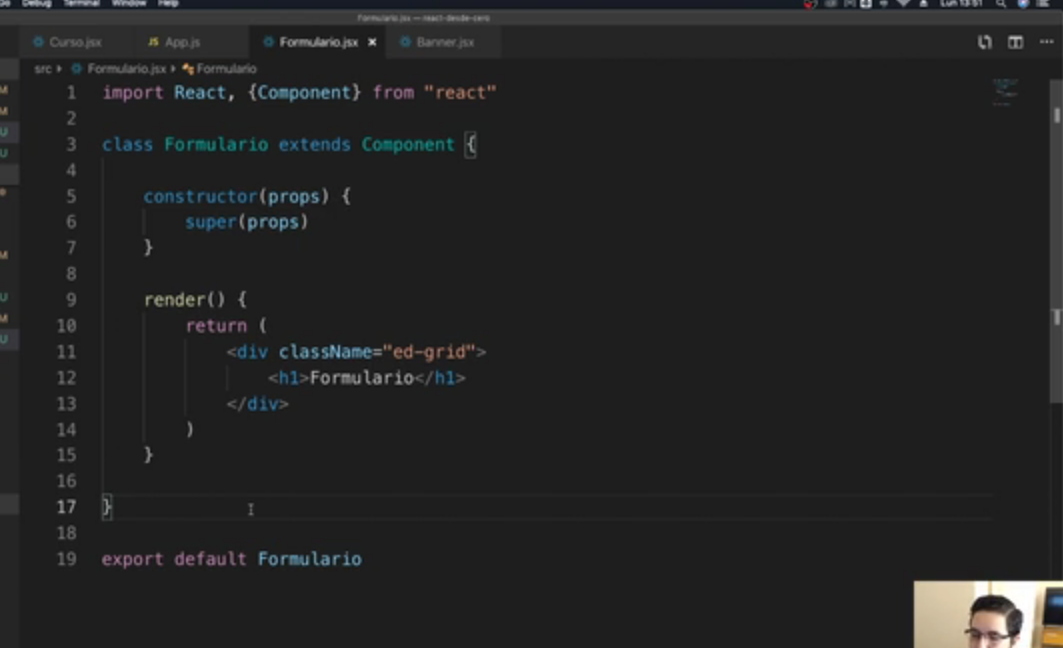 Go Debug Terminal Window Help Lun 13:51
Formulario.jsx — react-desde-cero
Curso.jsx JS App.js Formulario.jsx × Banner.jsx ...
src Formulario.jsx Formulario
1 import React, {Component} from "react"
2
3 class Formulario extends Component {
4
5 constructor(props) {
6 super(props)
7 }
8
9 render() {
10 return (
11 <div className="ed-grid">
12 <h1>Formulario</h1>
13 </div>
14 )
15 }
16
17 }
18
19 export default Formulario
M
M
U
U
M
U
M
U